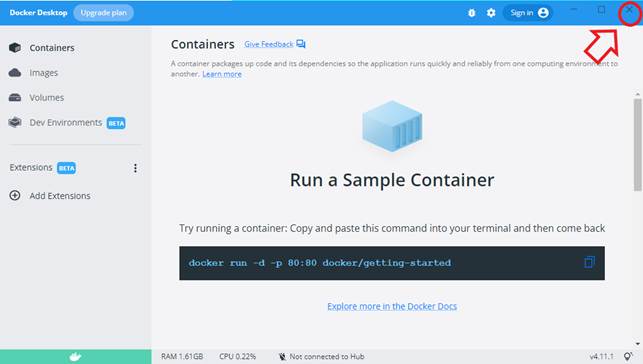 Docker Desktop Upgrade plan Sign in
Containers
Images
Volumes
Dev Environments BETA
Extensions BETA
Add Extensions
Containers Give Feedback
A container packages up code and its dependencies so the application runs quickly and reliably from one computing environment to
another. Learn more
Run a Sample Container
Try running a container: Copy and paste this command into your terminal and then come back
docker run -d -p 80:80 docker/getting-started
Explore more in the Docker Docs
RAM 1.61GB CPU 0.22% Not connected to Hub v4.11.1